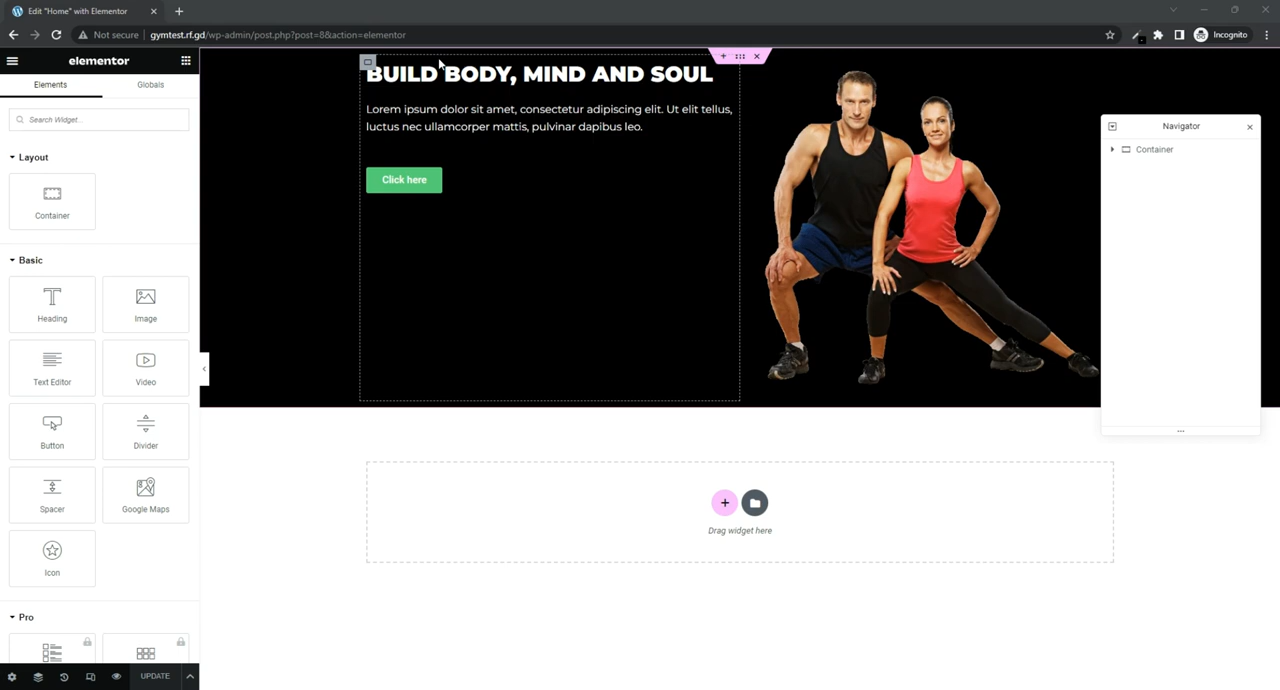 Edit "Home" with Elementor
Not secure
gymtest.rf.gd/wp-admin/post.php?post=8&action=elementor
Incognito
elementor
Elements
Globals
Search Widget...
Layout
Container
Basic
Heading
Image
Text Editor
Video
Button
Divider
Spacer
Google Maps
Icon
Pro
UPDATE
BUILD BODY, MIND AND SOUL
Lorem ipsum dolor sit amet, consectetur adipiscing elit. Ut elit tellus,
luctus nec ullamcorper mattis, pulvinar dapibus leo.
Click here
Drag widget here
Navigator
Container